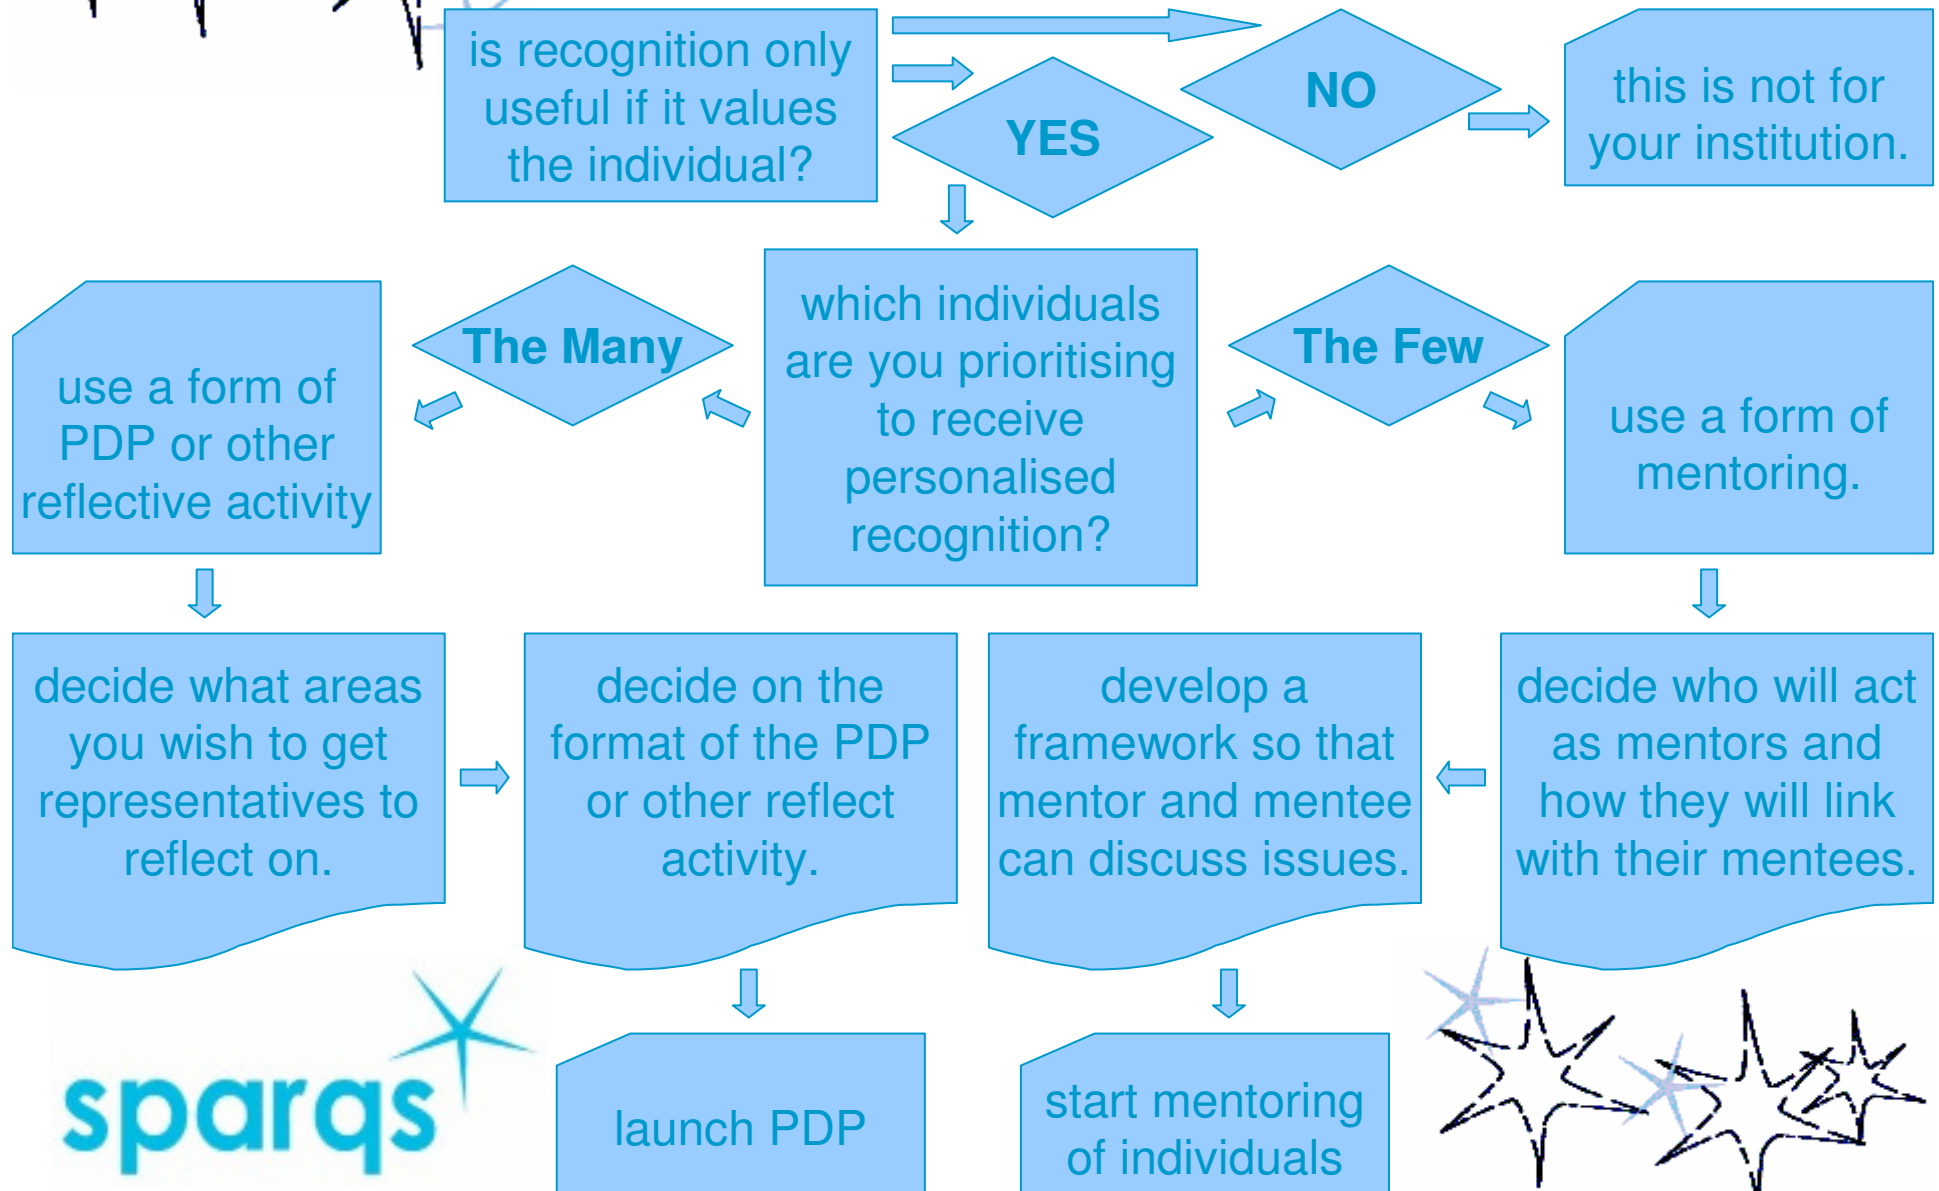 is recognition only
useful if it values
the individual?
YES
NO
this is not for
your institution.
The Many
which individuals
are you prioritising
to receive
personalised
recognition?
The Few
use a form of
PDP or other
reflective activity
use a form of
mentoring.
decide what areas
you wish to get
representatives to
reflect on.
decide on the
format of the PDP
or other reflect
activity.
develop a
framework so that
mentor and mentee
can discuss issues.
decide who will act
as mentors and
how they will link
with their mentees.
sparqs
launch PDP
start mentoring
of individuals